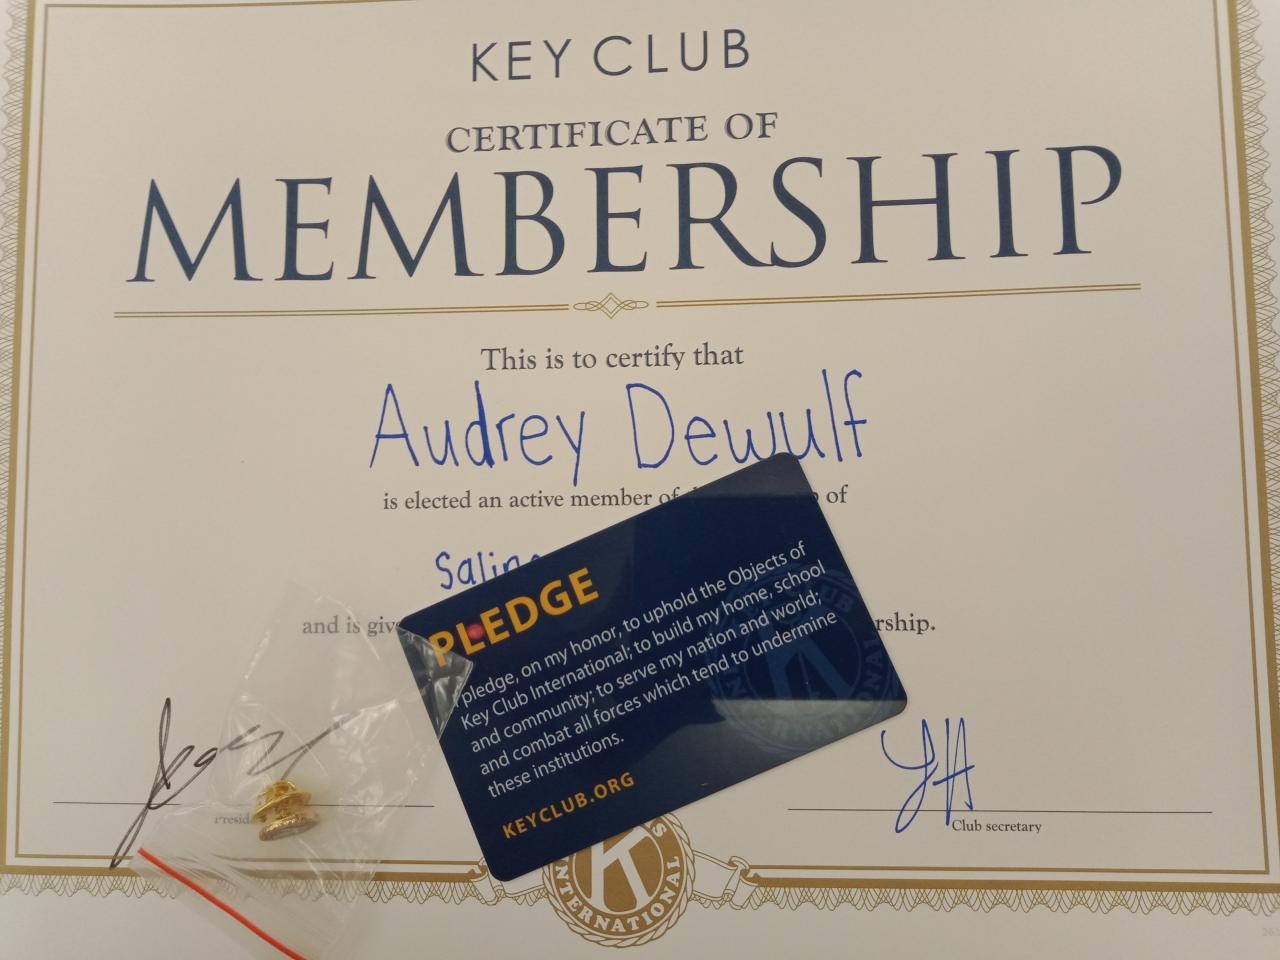 KEY CLUB
CERTIFICATE OF
MEMBERSHIP
This is to certify that
Audrey Dewulf
is elected an active member of of
Salin
and is giv rship.
PLEDGE
I pledge, on my honor, to uphold the Objects of
Key Club International; to build my home, school
and community; to serve my nation and world;
and combat all forces which tend to undermine
these institutions.
KEYCLUB.ORG
Club secretary
K
INTERNATIONAL